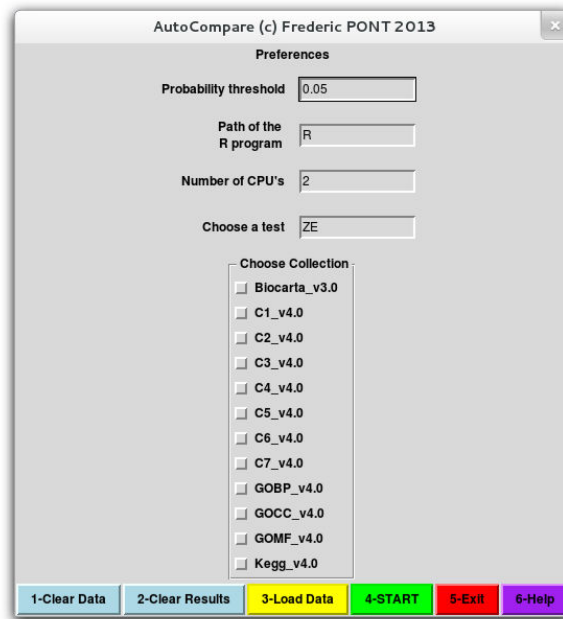 AutoCompare (c) Frederic PONT 2013
Preferences
Probability threshold 0.05
Path of the
R program R
Number of CPU's 2
Choose a test ZE
Choose Collection
Biocarta_v3.0
C1_v4.0
C2_v4.0
C3_v4.0
C4_v4.0
C5_v4.0
C6_v4.0
C7_v4.0
GOBP_v4.0
GOCC_v4.0
GOMF_v4.0
Kegg_v4.0
1-Clear Data 2-Clear Results 3-Load Data 4-START 5-Exit 6-Help